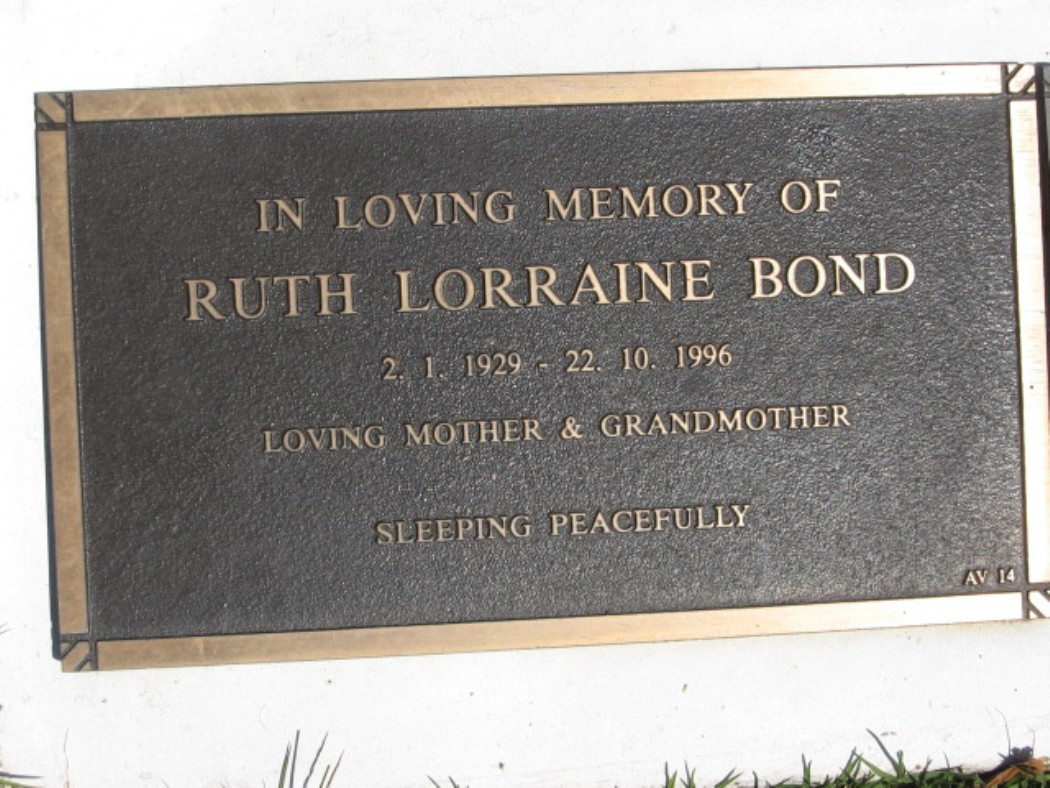 IN LOVING MEMORY OF
RUTH LORRAINE BOND
2. 1. 1929 - 22. 10. 1996
LOVING MOTHER & GRANDMOTHER
SLEEPING PEACEFULLY
AV 14